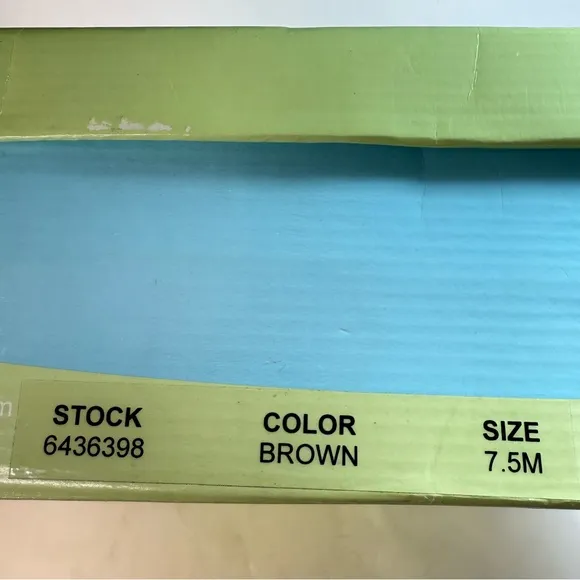 STOCK COLOR SIZE
6436398 BROWN 7.5M